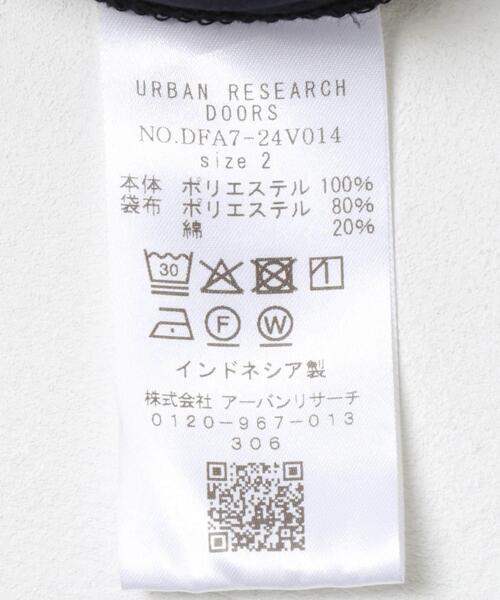 URBAN RESEARCH
DOORS
NO.DFA7-24V014
size 2
本体 ポリエステル 100%
袋布 ポリエステル 80%
綿 20%
30
F W
インドネシア製
株式会社 アーバンリサーチ
0120-967-013
306